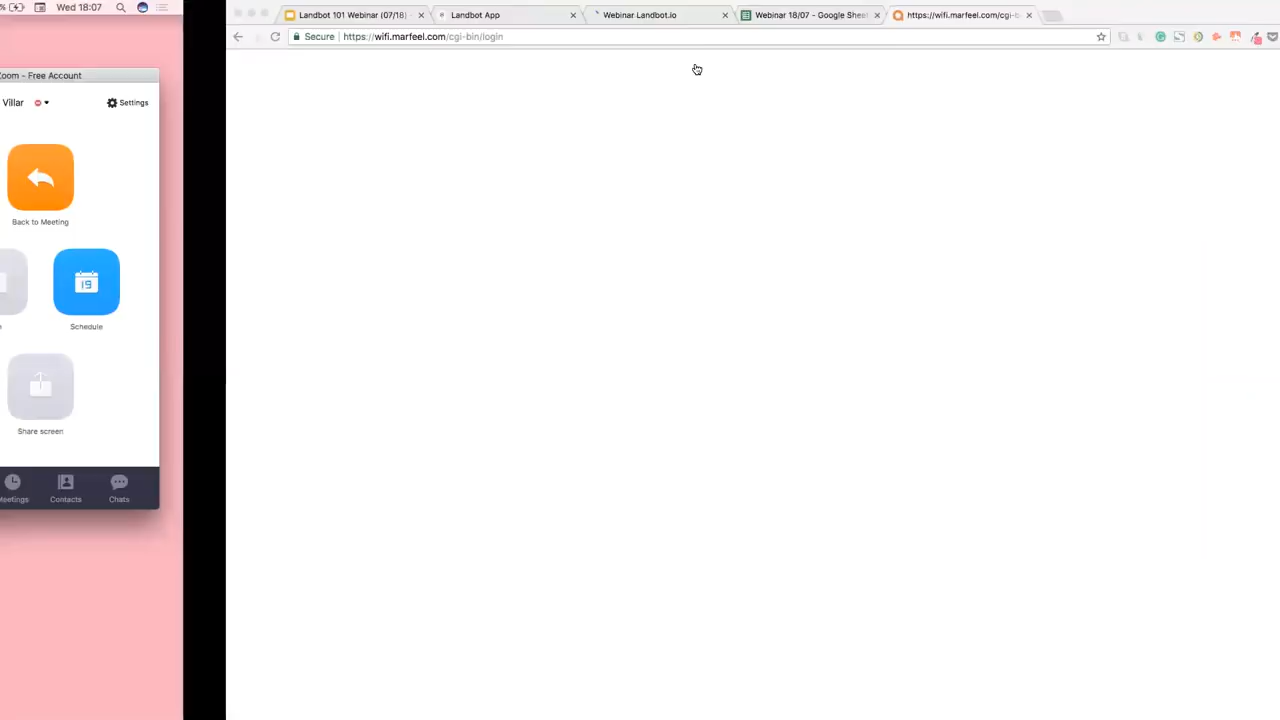 % Wed 18:07
Zoom - Free Account
Villar
Settings
Back to Meeting
19
Schedule
Share screen
Meetings
Contacts
Chats
Landbot 101 Webinar (07/18) -
Landbot App
Webinar Landbot.io
Webinar 18/07 - Google Shee
https://wifi.marfeel.com/cgi-b
Secure
https://wifi.marfeel.com/cgi-bin/login